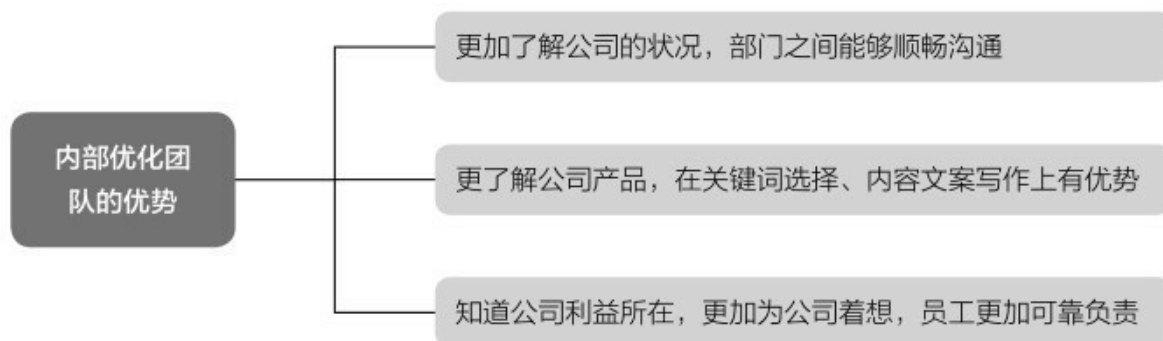 更加了解公司的状况，部门之间能够顺畅沟通
内部优化团
队的优势
更了解公司产品，在关键词选择、内容文案写作上有优势
知道公司利益所在，更加为公司着想，员工更加可靠负责